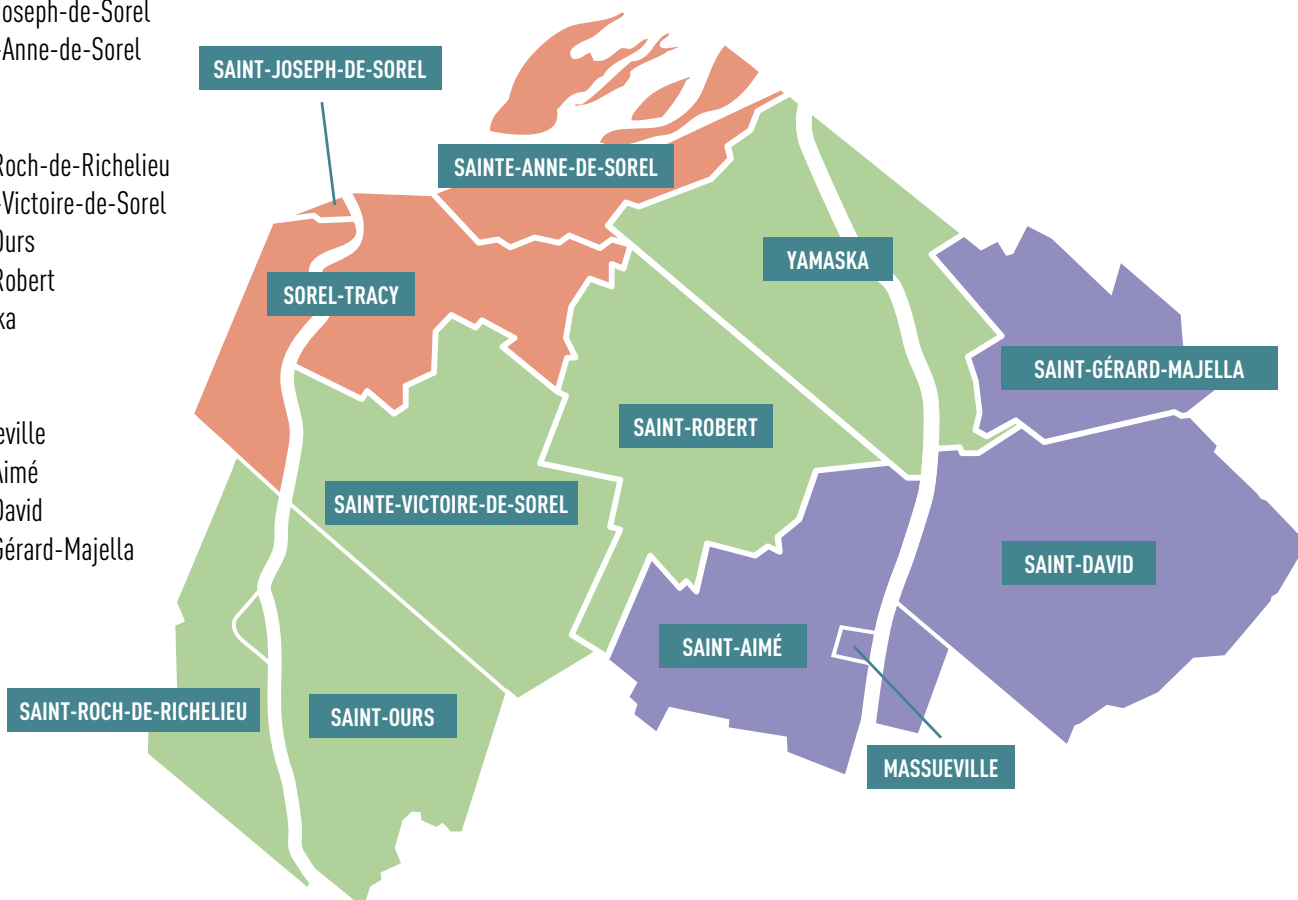 Joseph-de-Sorel
-Anne-de-Sorel
Roch-de-Richelieu
-Victoire-de-Sorel
Ours
Robert
ka
eville
Aimé
David
Gérard-Majella
SAINT-JOSEPH-DE-SOREL
SAINTE-ANNE-DE-SOREL
YAMASKA
SOREL-TRACY
SAINT-GÉRARD-MAJELLA
SAINT-ROBERT
SAINTE-VICTOIRE-DE-SOREL
SAINT-DAVID
SAINT-AIMÉ
SAINT-ROCH-DE-RICHELIEU
SAINT-OURS
MASSUEVILLE